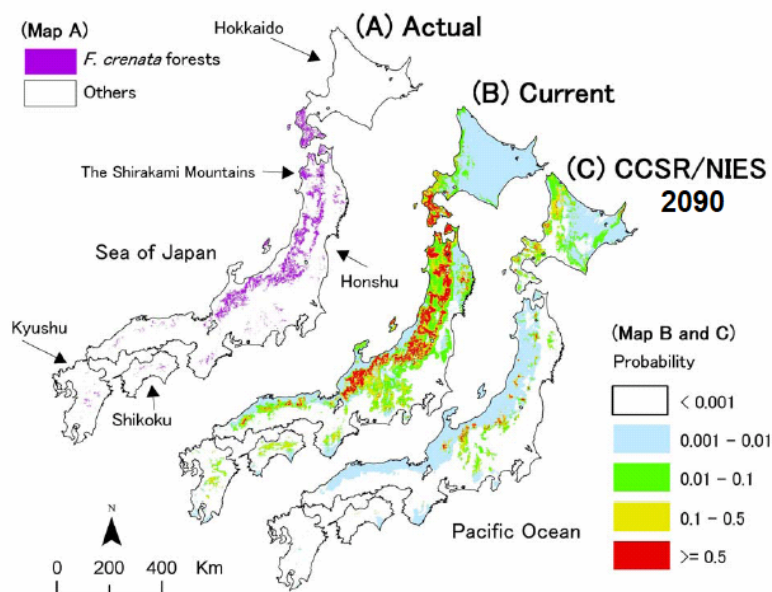 (Map A)
F. crenata forests
Others
Hokkaido
(A) Actual
(B) Current
(C) CCSR/NIES
2090
The Shirakami Mountains
Sea of Japan
Honshu
Kyushu
Shikoku
Pacific Ocean
(Map B and C)
Probability
< 0.001
0.001 - 0.01
0.01 - 0.1
0.1 - 0.5
>= 0.5
N
0 200 400 Km